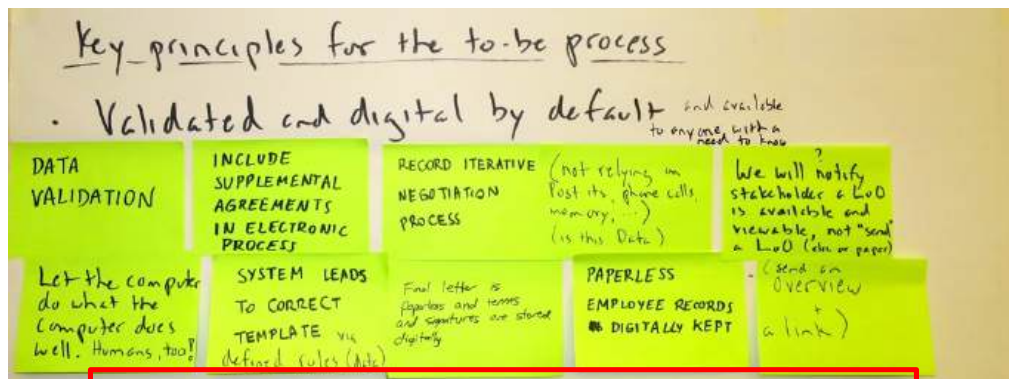 Key principles for the to-be process
. Validated and digital by default and available
to anyone with a
need to know
DATA
VALIDATION
INCLUDE
SUPPLEMENTAL
AGREEMENTS
IN ELECTRONIC
PROCESS
RECORD ITERATIVE
NEGOTIATION
PROCESS
(not relying on
Post its, phone calls,
memory, ...)
(is this Data)
?
We will notify
stakeholder a LoO
is available and
viewable, not "send"
a LoO (elec or paper)
Let the computer
do what the
computer does
well. Humans, too!
SYSTEM LEADS
TO CORRECT
TEMPLATE via
defined rules (data)
Final letter is
paperless and terms
and signatures are stored
digitally
PAPERLESS
EMPLOYEE RECORDS
DIGITALLY KEPT
(send an
overview
+
a link)